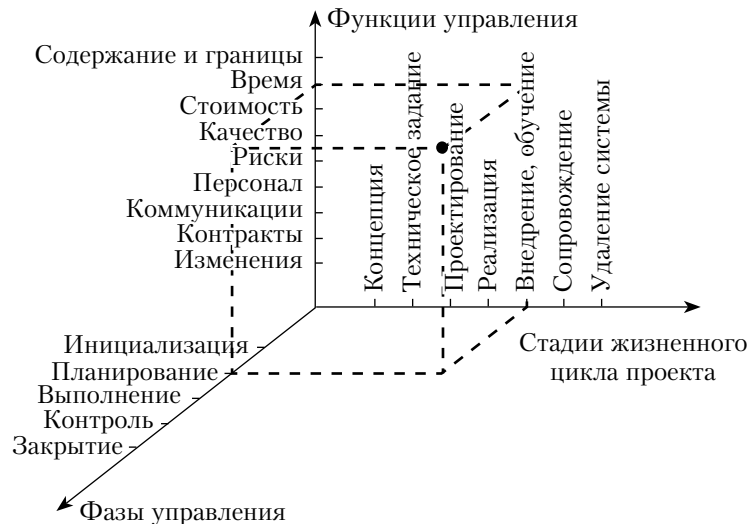 Функции управления
Содержание и границы
Время
Стоимость
Качество
Риски
Персонал
Коммуникации
Контракты
Изменения
Концепция
Техническое задание
Проектирование
Реализация
Внедрение, обучение
Сопровождение
Удаление системы
Стадии жизненного
цикла проекта
Инициализация
Планирование
Выполнение
Контроль
Закрытие
Фазы управления